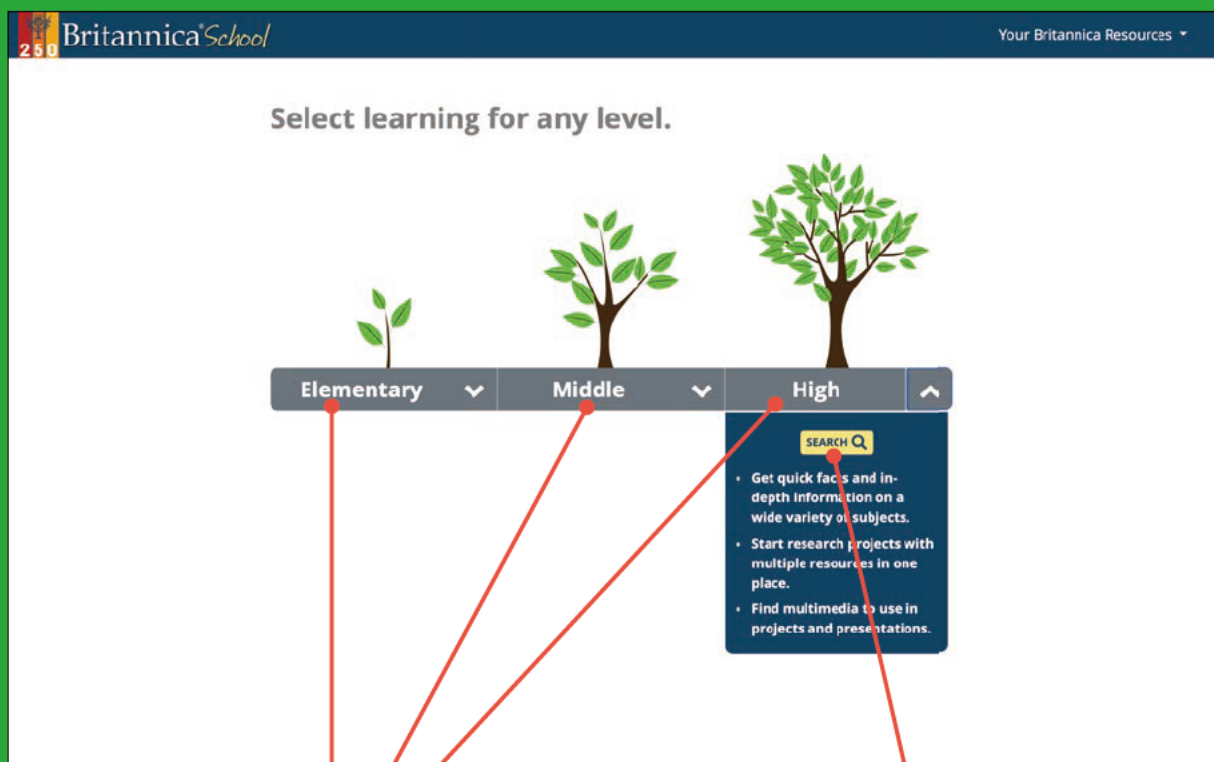 250 Britannica® School
Your Britannica Resources
Select learning for any level.
Elementary
Middle
High
SEARCH
• Get quick facts and in-
depth information on a
wide variety of subjects.
• Start research projects with
multiple resources in one
place.
• Find multimedia to use in
projects and presentations.